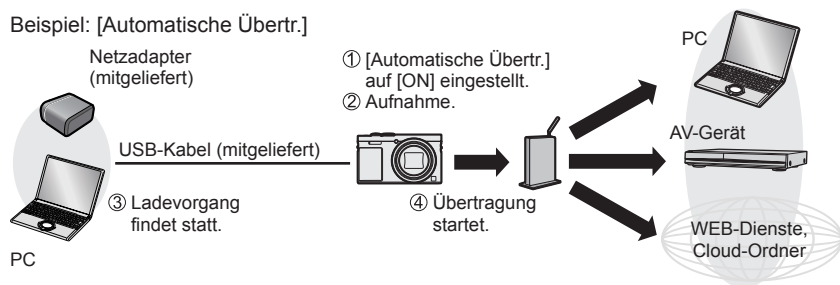 Beispiel: [Automatische Übertr.]
Netzadapter
(mitgeliefert)
① [Automatische Übertr.]
auf [ON] eingestellt.
② Aufnahme.
PC
USB-Kabel (mitgeliefert)
AV-Gerät
③ Ladevorgang
findet statt.
④ Übertragung
startet.
WEB-Dienste,
Cloud-Ordner
PC